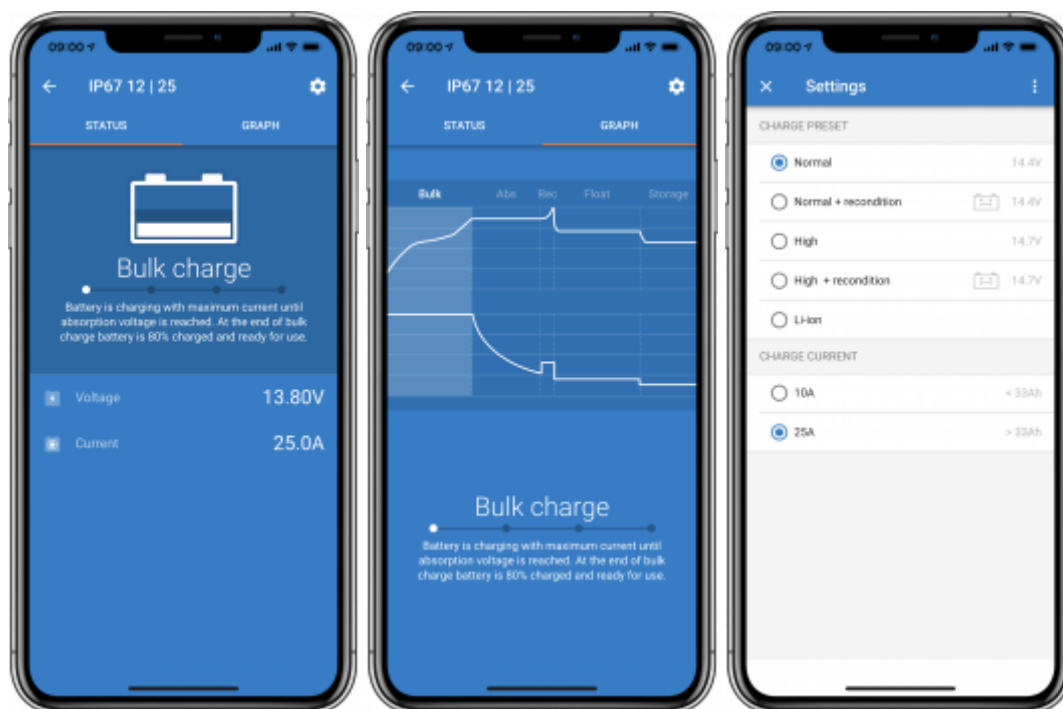 09:00
IP67 12 | 25
STATUS
GRAPH
Bulk charge
Battery is charging with maximum current until
absorption voltage is reached. At the end of bulk
charge battery is 80% charged and ready for use.
Voltage
13.80V
Current
25.0A
09:00
IP67 12 | 25
STATUS
GRAPH
Bulk
Abs
Rec
Float
Storage
Bulk charge
Battery is charging with maximum current until
absorption voltage is reached. At the end of bulk
charge battery is 80% charged and ready for use.
09:00
Settings
CHARGE PRESET
Normal
14.4V
Normal + recondition
14.4V
High
14.7V
High + recondition
14.7V
Li-ion
CHARGE CURRENT
10A
< 33Ah
25A
> 33Ah